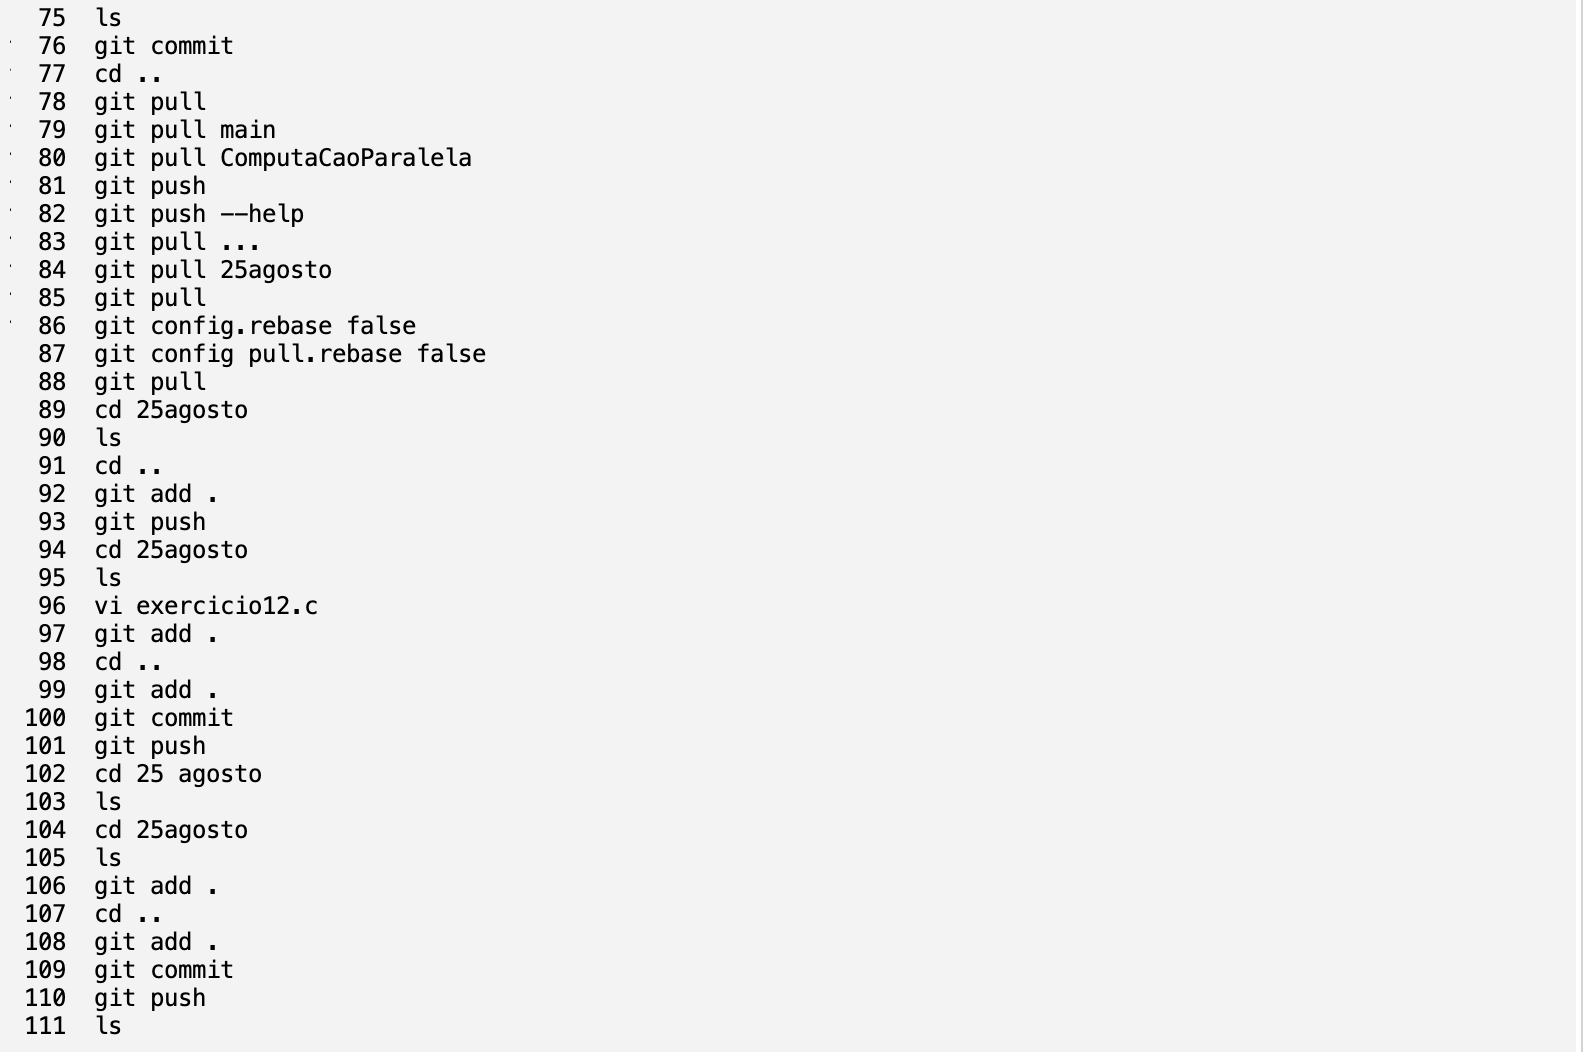 75 ls
76 git commit
77 cd ..
78 git pull
79 git pull main
80 git pull ComputaCaoParalela
81 git push
82 git push --help
83 git pull ...
84 git pull 25agosto
85 git pull
86 git config.rebase false
87 git config pull.rebase false
88 git pull
89 cd 25agosto
90 ls
91 cd ..
92 git add .
93 git push
94 cd 25agosto
95 ls
96 vi exercicio12.c
97 git add .
98 cd ..
99 git add .
100 git commit
101 git push
102 cd 25 agosto
103 ls
104 cd 25agosto
105 ls
106 git add .
107 cd ..
108 git add .
109 git commit
110 git push
111 ls